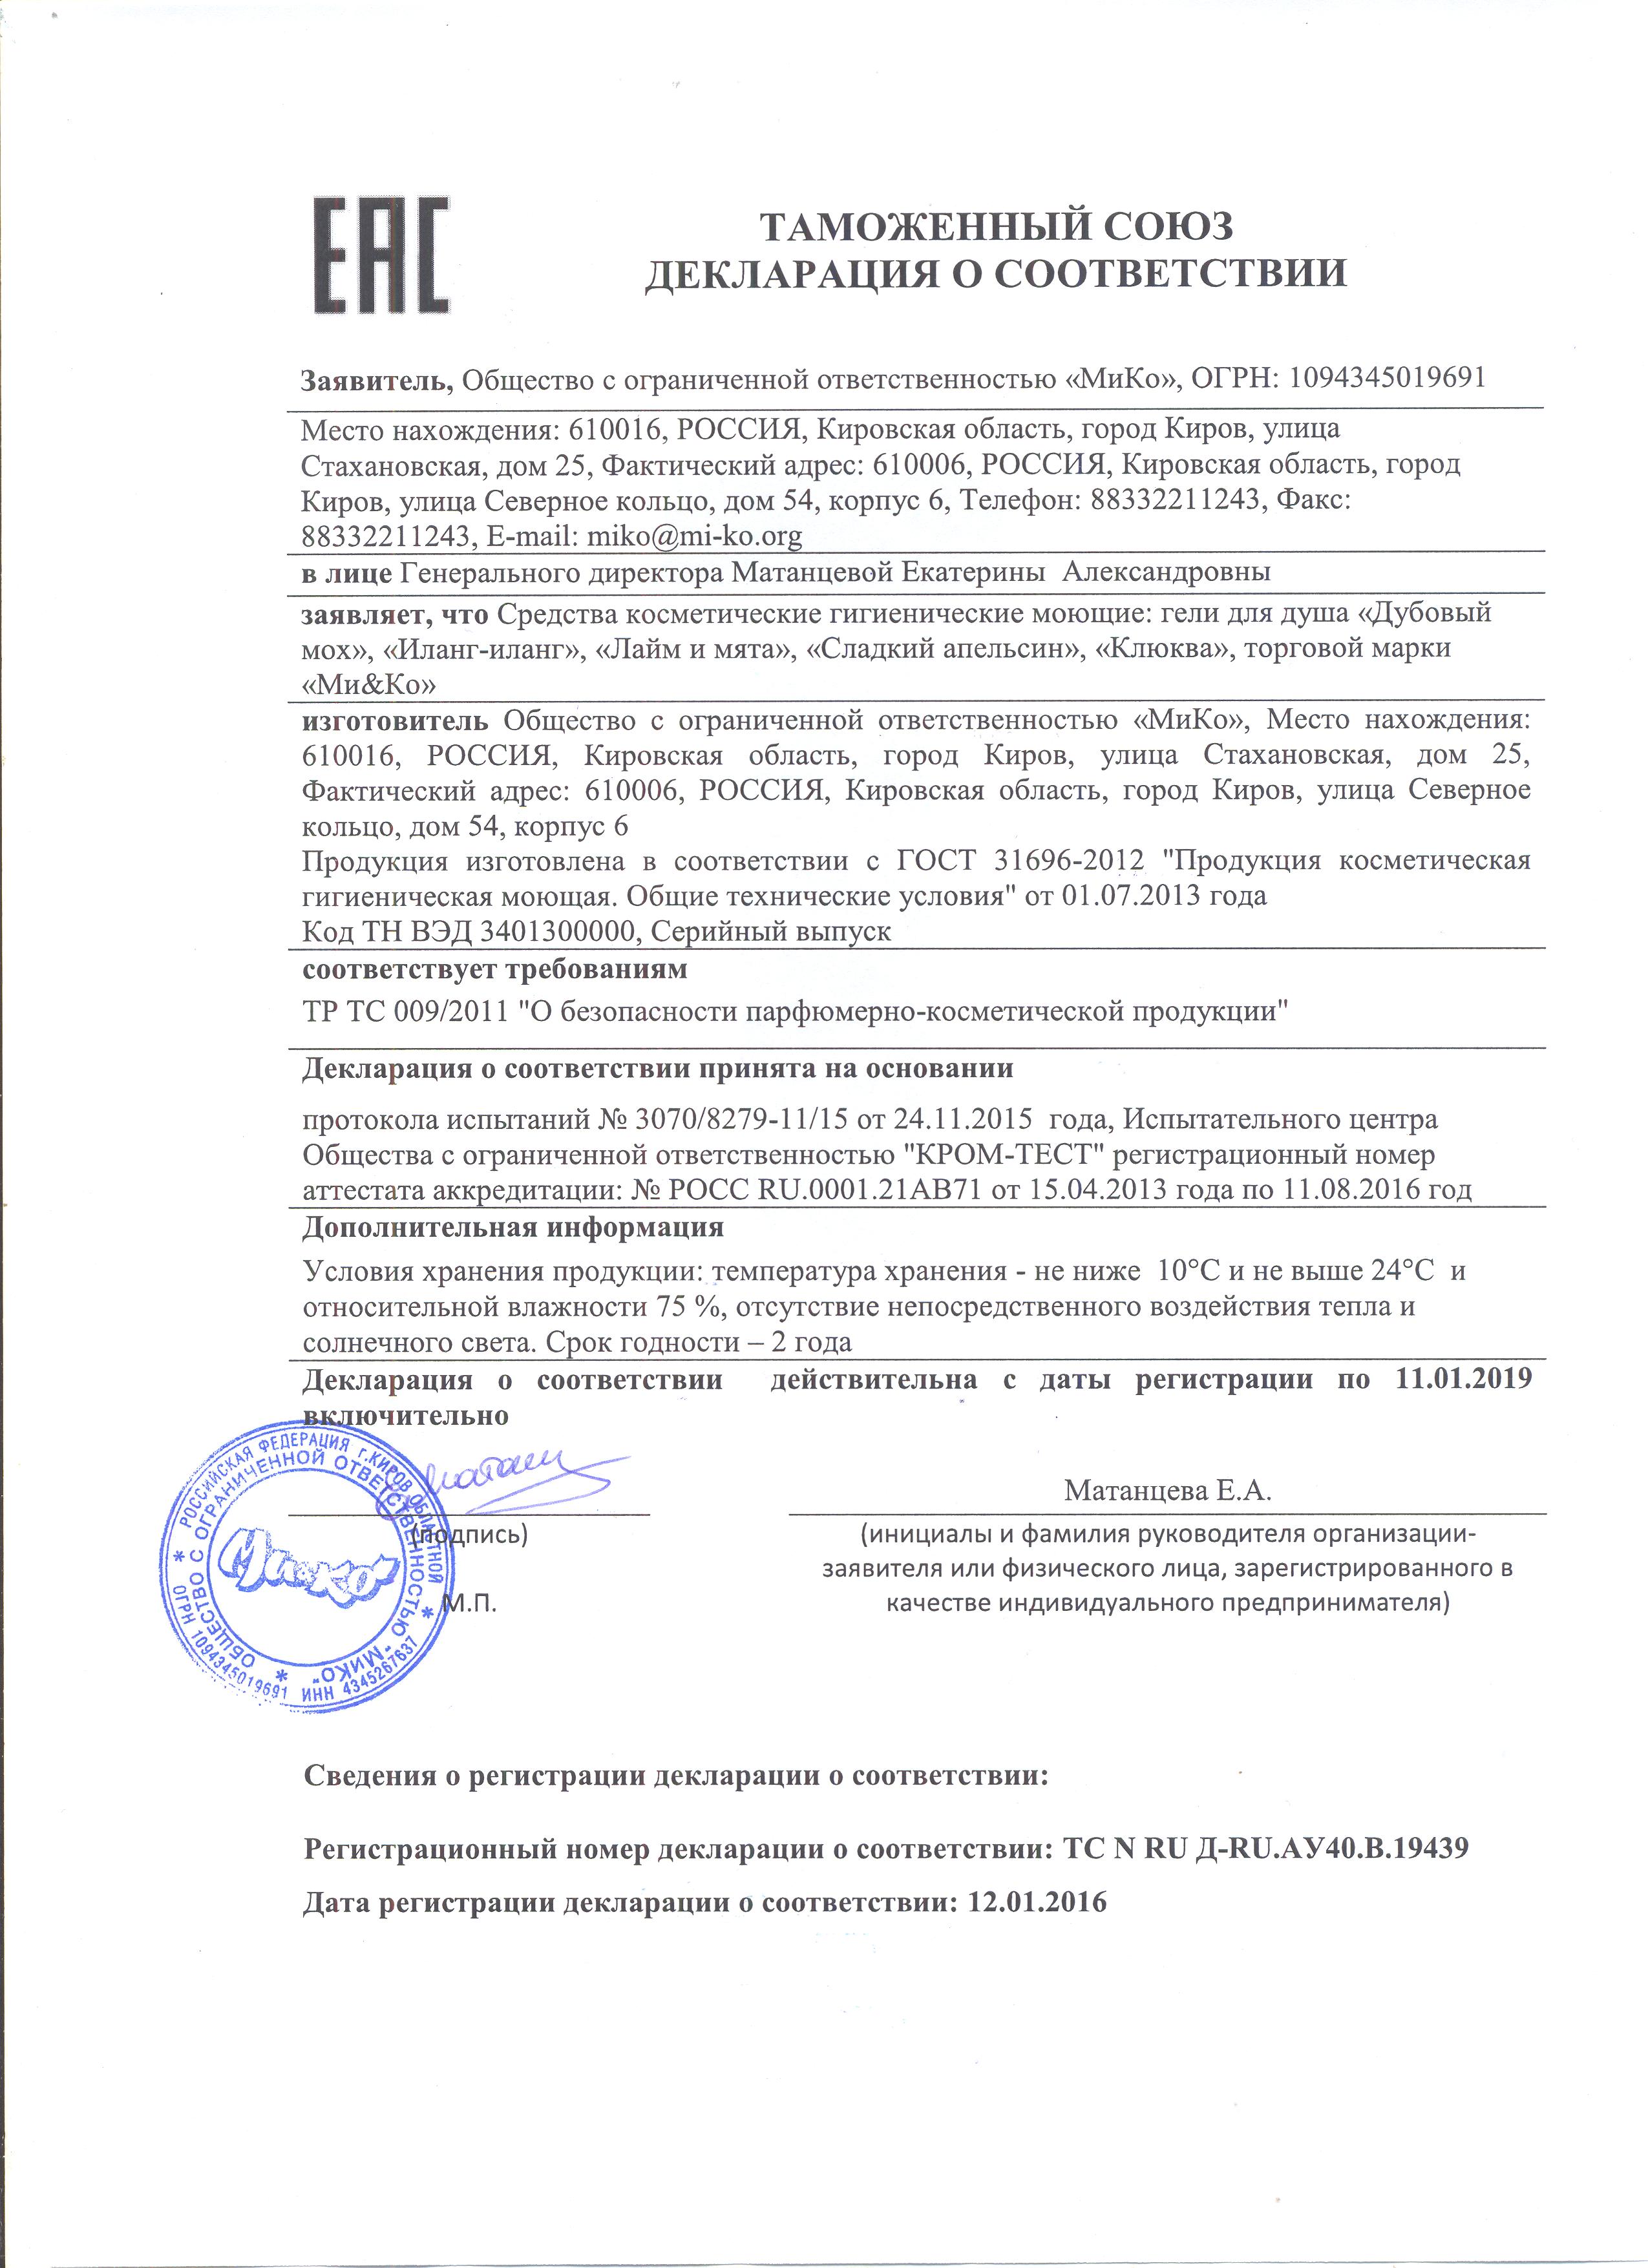 ЕАС
ТАМОЖЕННЫЙ СОЮЗ
ДЕКЛАРАЦИЯ О СООТВЕТСТВИИ
Заявитель, Общество с ограниченной ответственностью «МиКо», ОГРН: 1094345019691
Место нахождения: 610016, РОССИЯ, Кировская область, город Киров, улица
Стахановская, дом 25, Фактический адрес: 610006, РОССИЯ, Кировская область, город
Киров, улица Северное кольцо, дом 54, корпус 6, Телефон: 88332211243, Факс:
88332211243, E-mail: miko@mi-ko.org
в лице Генерального директора Матанцевой Екатерины  Александровны
заявляет, что Средства косметические гигиенические моющие: гели для душа «Дубовый
мох», «Иланг-иланг», «Лайм и мята», «Сладкий апельсин», «Клюква», торговой марки
«Ми&Ко»
изготовитель Общество с ограниченной ответственностью «МиКо», Место нахождения:
610016, РОССИЯ, Кировская область, город Киров, улица Стахановская, дом 25,
Фактический адрес: 610006, РОССИЯ, Кировская область, город Киров, улица Северное
кольцо, дом 54, корпус 6
Продукция изготовлена в соответствии с ГОСТ 31696-2012 "Продукция косметическая
гигиеническая моющая. Общие технические условия" от 01.07.2013 года
Код ТН ВЭД 3401300000, Серийный выпуск
соответствует требованиям
ТР ТС 009/2011 "О безопасности парфюмерно-косметической продукции"
Декларация о соответствии принята на основании
протокола испытаний № 3070/8279-11/15 от 24.11.2015  года, Испытательного центра
Общества с ограниченной ответственностью "КРОМ-ТЕСТ" регистрационный номер
аттестата аккредитации: № РОСС RU.0001.21АВ71 от 15.04.2013 года по 11.08.2016 год
Дополнительная информация
Условия хранения продукции: температура хранения - не ниже  10°С и не выше 24°С  и
относительной влажности 75 %, отсутствие непосредственного воздействия тепла и
солнечного света. Срок годности – 2 года
Декларация о соответствии действительна с даты регистрации по 11.01.2019
включительно
Матанцева Е.А.
(подпись)
(инициалы и фамилия руководителя организации-
заявителя или физического лица, зарегистрированного в
качестве индивидуального предпринимателя)
М.П.
* РОССИЙСКАЯ ФЕДЕРАЦИЯ г.КИРОВ ОБЛАСТНОЙ *
ОГРН 1094345019691 ИНН 4345267637
ОБЩЕСТВО С ОГРАНИЧЕННОЙ ОТВЕТСТВЕННОСТЬЮ "МИКО" *
Ми&Ко
Сведения о регистрации декларации о соответствии:
Регистрационный номер декларации о соответствии: ТС N RU Д-RU.АУ40.В.19439
Дата регистрации декларации о соответствии: 12.01.2016